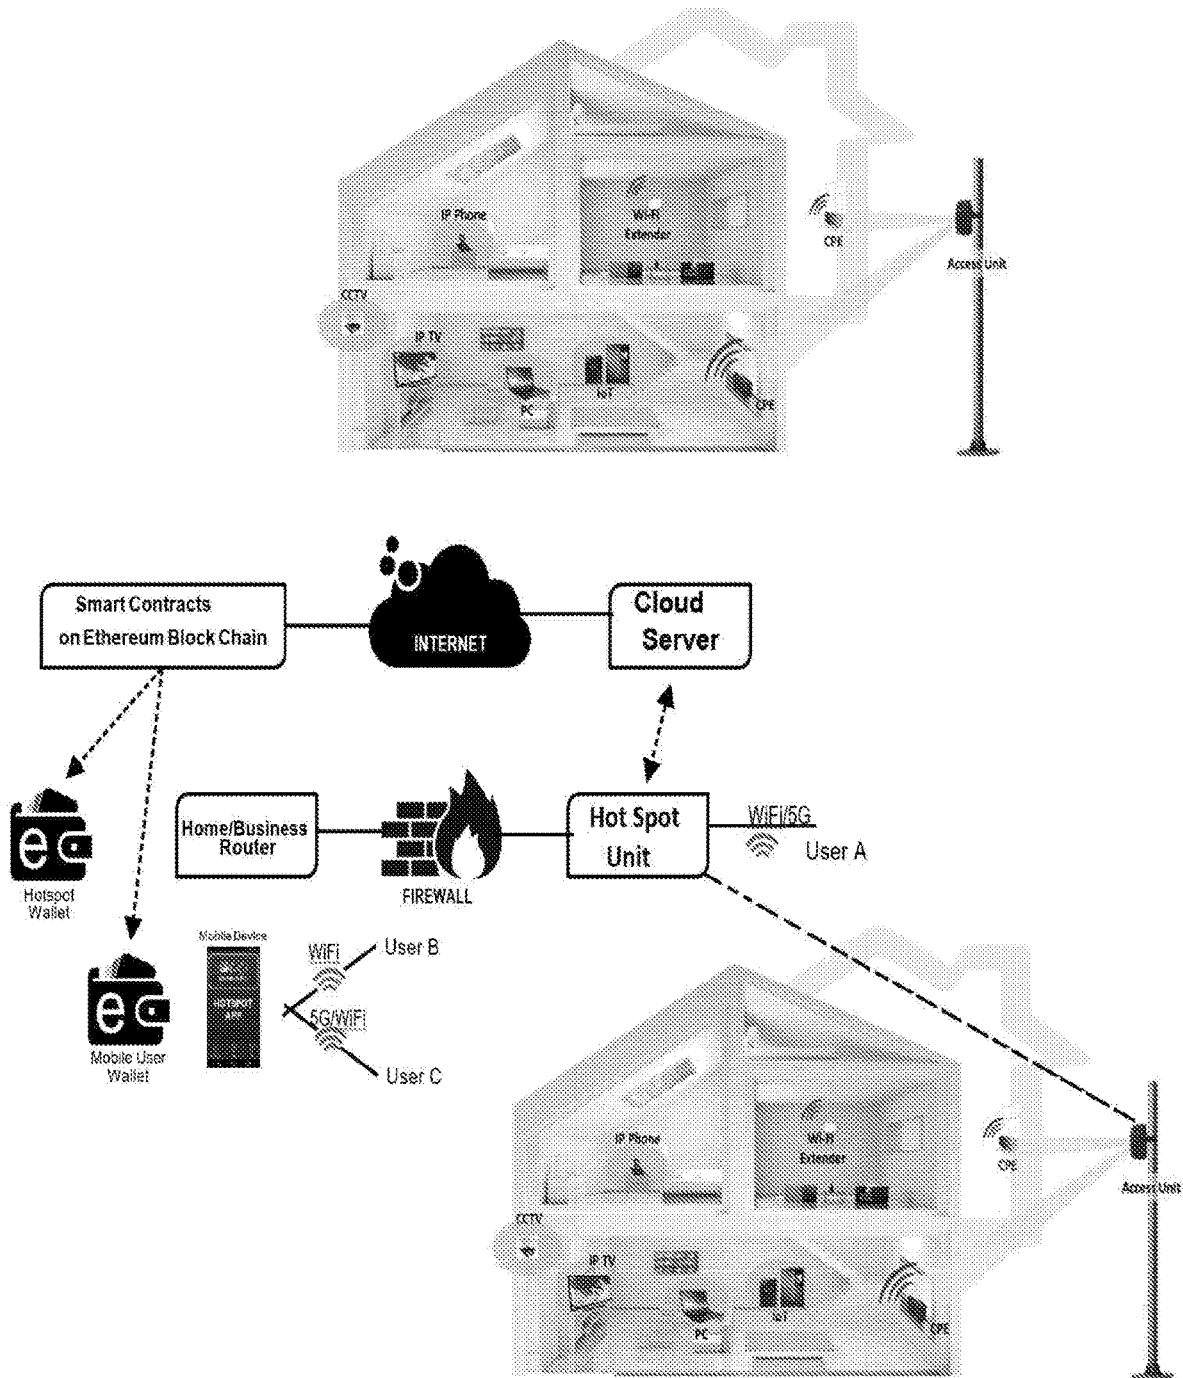 IP Phone
Wi-Fi
Extender
CPE
Access Unit
CCTV
IP TV
PC
IoT
CPE
Smart Contracts
on Ethereum Block Chain
INTERNET
Cloud
Server
Home/Business
Router
FIREWALL
Hot Spot
Unit
WiFi/5G
User A
e
Hotspot
Wallet
Mobile Device
HOTSPOT
APP
WiFi
User B
5G/WiFi
User C
e
Mobile User
Wallet
IP Phone
Wi-Fi
Extender
CPE
Access Unit
CCTV
IP TV
PC
IoT
CPE